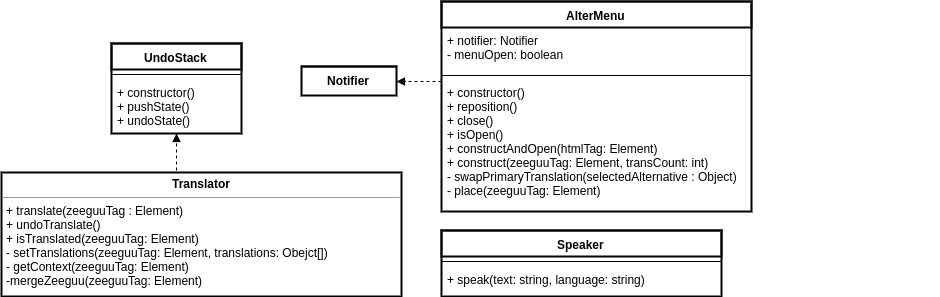 UndoStack
+ constructor()
+ pushState()
+ undoState()
Notifier
AlterMenu
+ notifier: Notifier
- menuOpen: boolean
+ constructor()
+ reposition()
+ close()
+ isOpen()
+ constructAndOpen(htmlTag: Element)
+ construct(zeeguuTag: Element, transCount: int)
- swapPrimaryTranslation(selectedAlternative : Object)
- place(zeeguuTag: Element)
Translator
+ translate(zeeguuTag : Element)
+ undoTranslate()
+ isTranslated(zeeguuTag: Element)
- setTranslations(zeeguuTag: Element, translations: Obejct[])
- getContext(zeeguuTag: Element)
-mergeZeeguu(zeeguuTag: Element)
Speaker
+ speak(text: string, language: string)